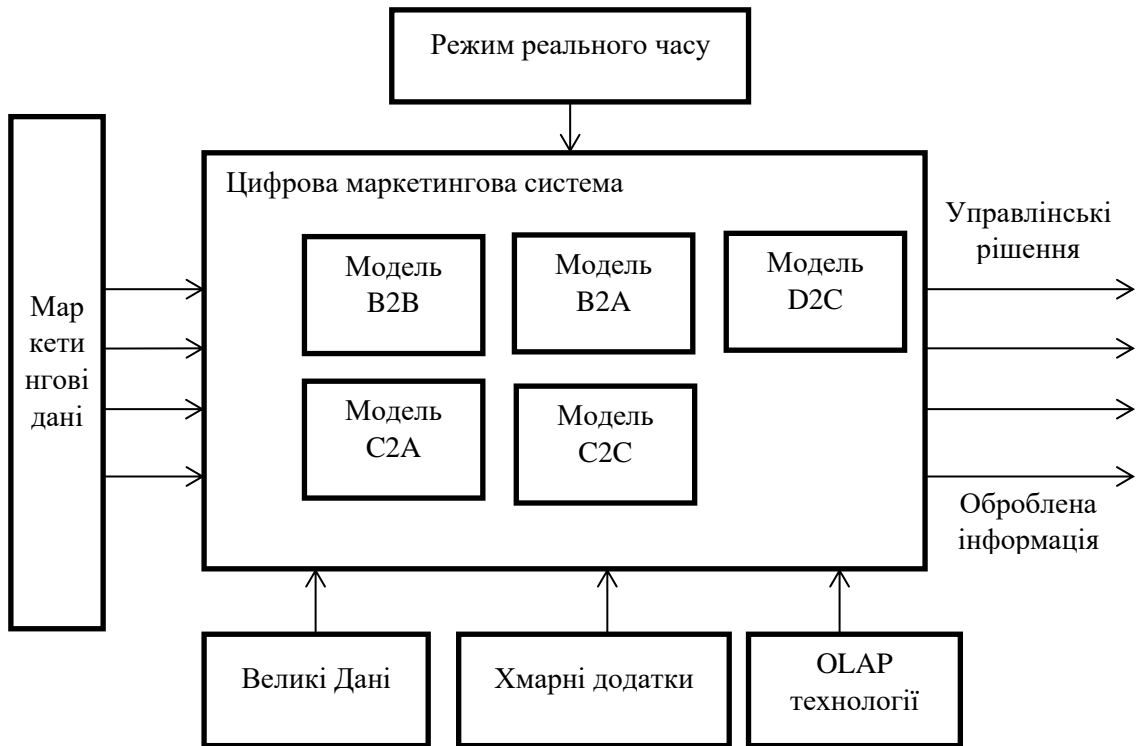 Режим реального часу
Мар
кети
нгові
дані
Цифрова маркетингова система
Модель
B2B
Модель
B2A
Модель
D2C
Модель
C2A
Модель
C2C
Управлінські
рішення
Оброблена
інформація
Великі Дані
Хмарні додатки
OLAP
технології